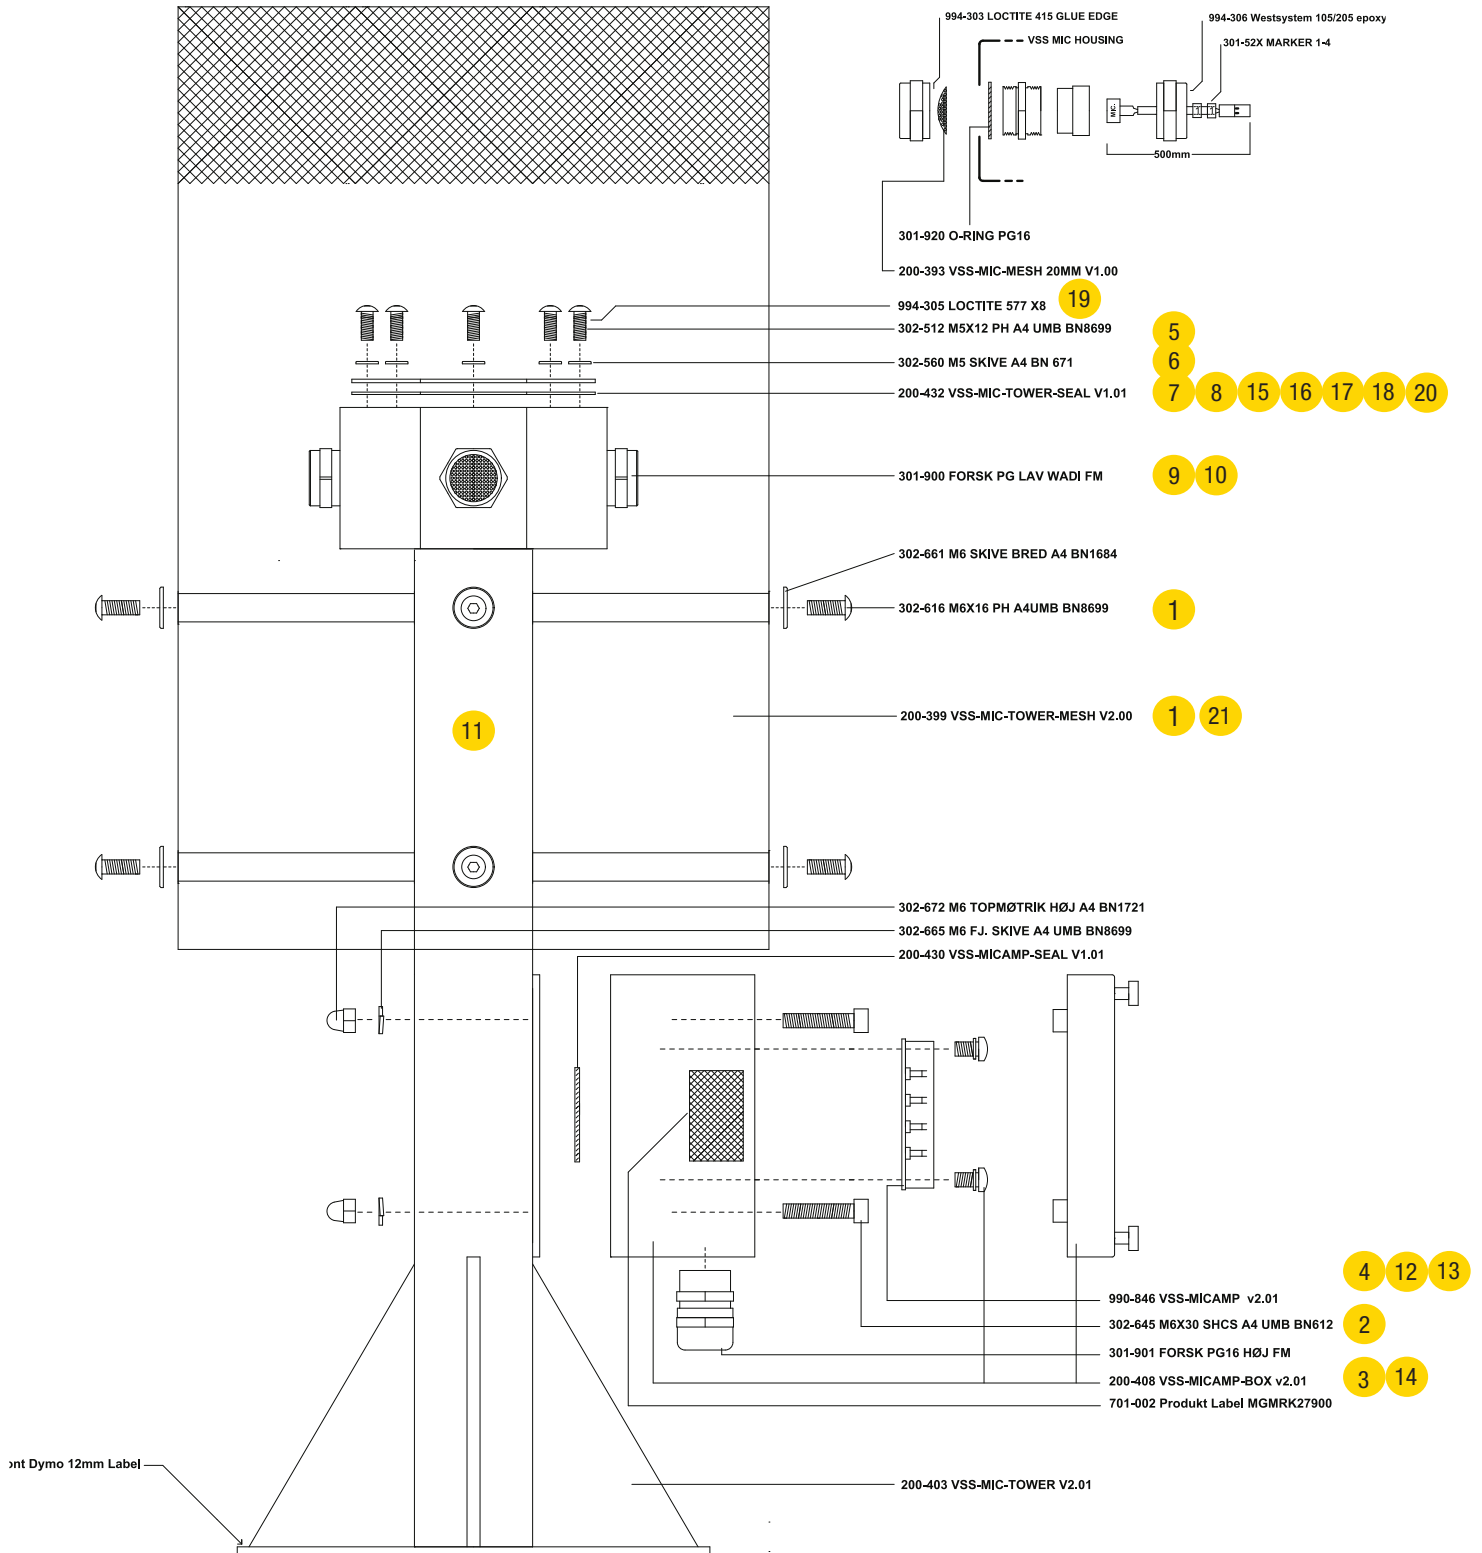 994-303 LOCTITE 415 GLUE EDGE
994-306 Westsystem 105/205 epoxy
VSS MIC HOUSING
301-52X MARKER 1-4
MIC.
500mm
301-920 O-RING PG16
200-393 VSS-MIC-MESH 20MM V1.00
994-305 LOCTITE 577 X8 19
302-512 M5X12 PH A4 UMB BN8699 5
302-560 M5 SKIVE A4 BN 671 6
200-432 VSS-MIC-TOWER-SEAL V1.01 7 8 15 16 17 18 20
301-900 FORSK PG LAV WADI FM 9 10
302-661 M6 SKIVE BRED A4 BN1684
302-616 M6X16 PH A4UMB BN8699 1
200-399 VSS-MIC-TOWER-MESH V2.00 1 21
11
302-672 M6 TOPMØTRIK HØJ A4 BN1721
302-665 M6 FJ. SKIVE A4 UMB BN8699
200-430 VSS-MICAMP-SEAL V1.01
4 12 13
990-846 VSS-MICAMP v2.01
302-645 M6X30 SHCS A4 UMB BN612 2
301-901 FORSK PG16 HØJ FM
200-408 VSS-MICAMP-BOX v2.01 3 14
701-002 Produkt Label MGMRK27900
ont Dymo 12mm Label
200-403 VSS-MIC-TOWER V2.01